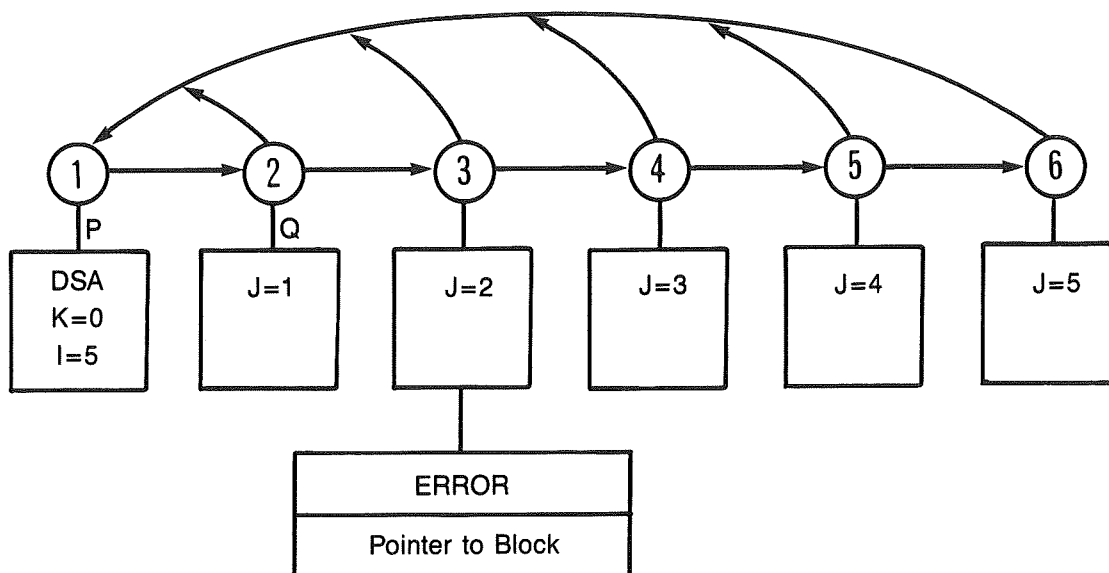 1
2
3
4
5
6
P
Q
DSA
K=0
I=5
J=1
J=2
J=3
J=4
J=5
ERROR
Pointer to Block